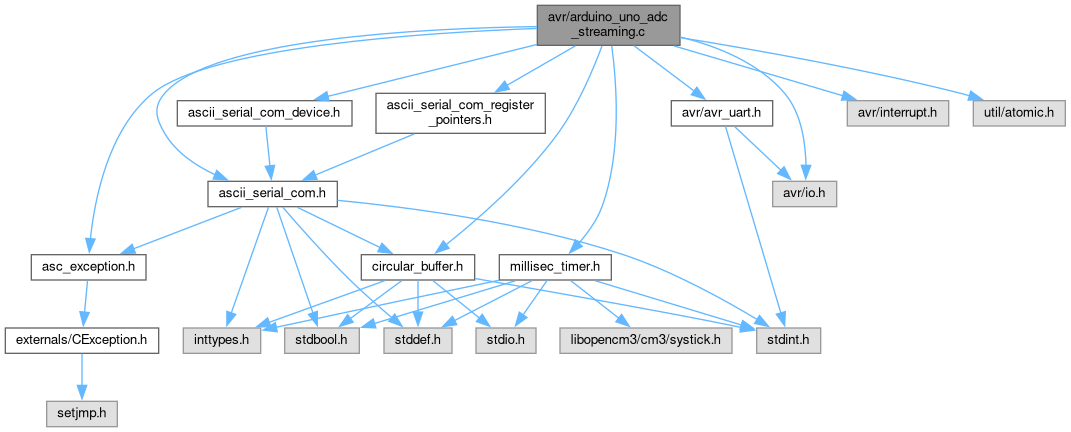 avr/arduino_uno_adc
_streaming.c
ascii_serial_com_device.h
ascii_serial_com_register
_pointers.h
avr/avr_uart.h
avr/interrupt.h
util/atomic.h
ascii_serial_com.h
avr/io.h
asc_exception.h
circular_buffer.h
millisec_timer.h
externals/CException.h
inttypes.h
stdbool.h
stddef.h
stdio.h
libopencm3/cm3/systick.h
stdint.h
setjmp.h